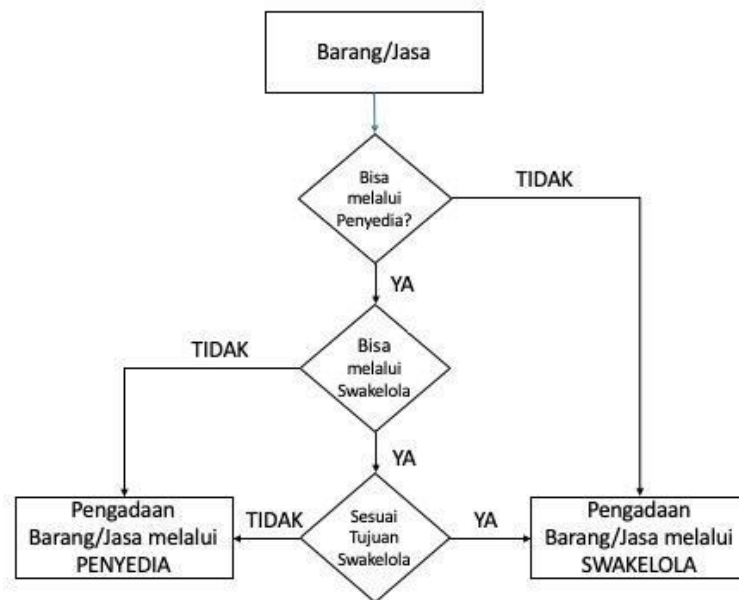 Barang/Jasa
Bisa
melalui
Penyedia?
TIDAK
YA
Bisa
melalui
Swakelola
TIDAK
YA
Sesuai
Tujuan
Swakelola
TIDAK
YA
Pengadaan
Barang/Jasa melalui
PENYEDIA
Pengadaan
Barang/Jasa melalui
SWAKELOLA